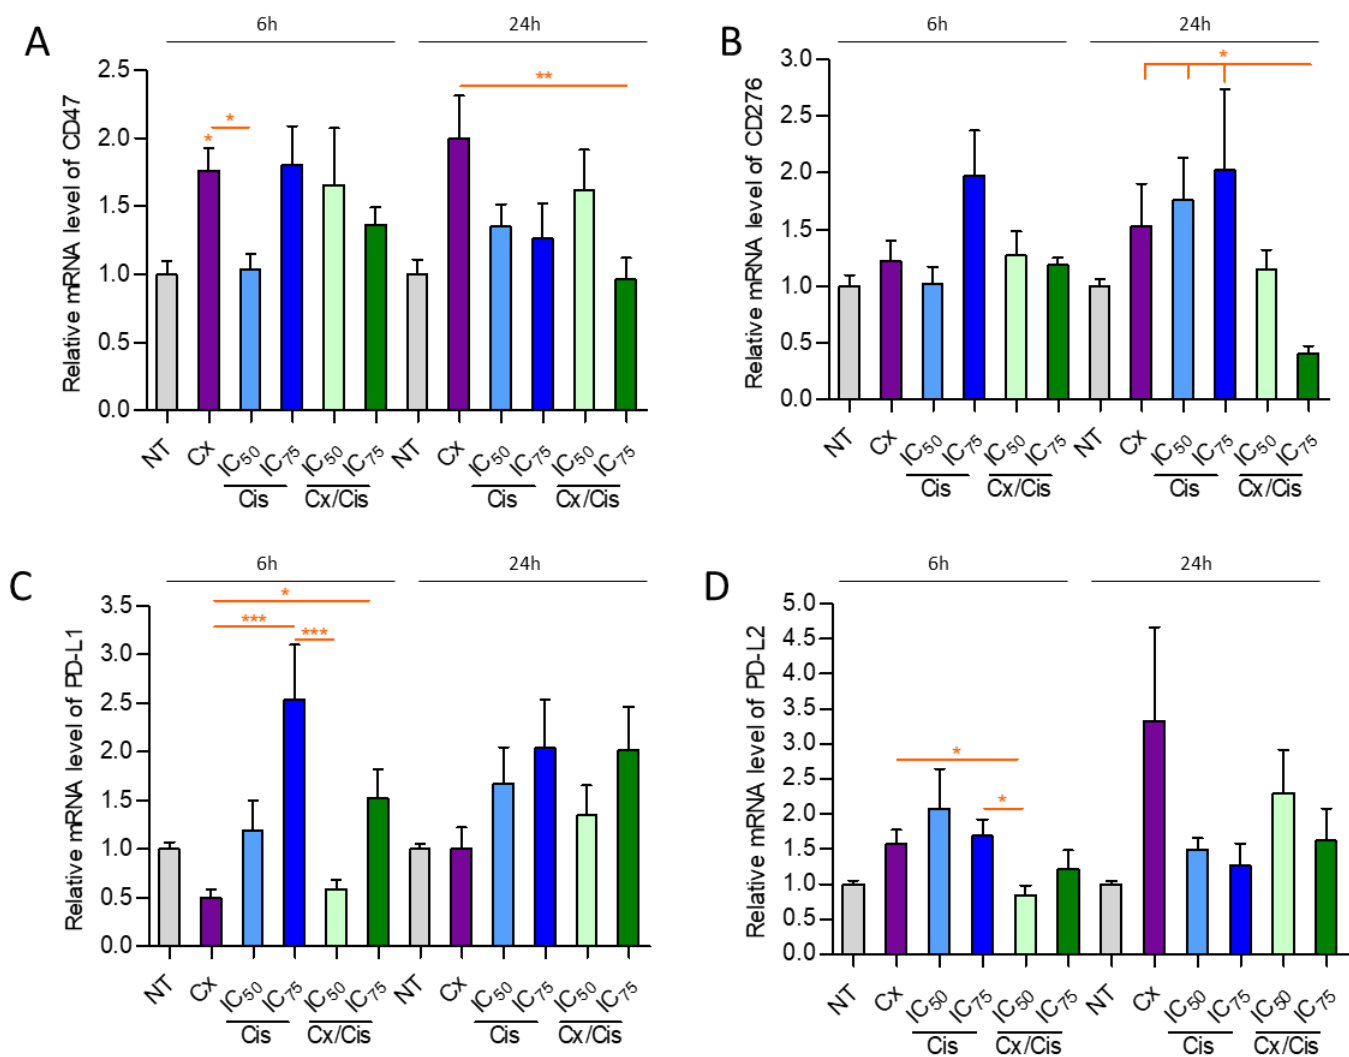 A
6h
24h
Relative mRNA level of CD47
2.5
2.0
1.5
1.0
0.5
0.0
*
*
**
NT
Cx
IC50
IC75
IC50
IC75
NT
Cx
IC50
IC75
IC50
IC75
Cis
Cx/Cis
Cis
Cx/Cis
B
6h
24h
Relative mRNA level of CD276
3.0
2.5
2.0
1.5
1.0
0.5
0.0
*
NT
Cx
IC50
IC75
IC50
IC75
NT
Cx
IC50
IC75
IC50
IC75
Cis
Cx/Cis
Cis
Cx/Cis
C
6h
24h
Relative mRNA level of PD-L1
3.5
3.0
2.5
2.0
1.5
1.0
0.5
0.0
*
***
***
NT
Cx
IC50
IC75
IC50
IC75
NT
Cx
IC50
IC75
IC50
IC75
Cis
Cx/Cis
Cis
Cx/Cis
D
6h
24h
Relative mRNA level of PD-L2
5.0
4.5
4.0
3.5
3.0
2.5
2.0
1.5
1.0
0.5
0.0
*
*
NT
Cx
IC50
IC75
IC50
IC75
NT
Cx
IC50
IC75
IC50
IC75
Cis
Cx/Cis
Cis
Cx/Cis